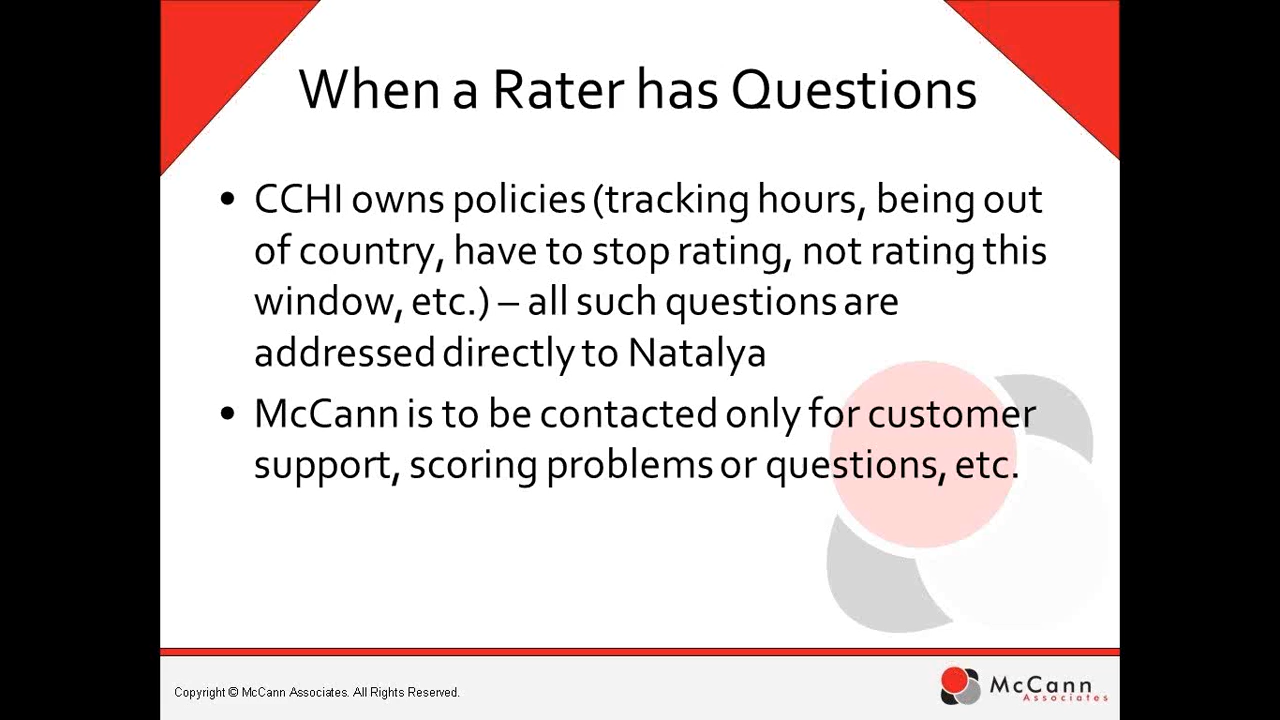 When a Rater has Questions
• CCHI owns policies (tracking hours, being out
of country, have to stop rating, not rating this
window, etc.) – all such questions are
addressed directly to Natalya
• McCann is to be contacted only for customer
support, scoring problems or questions, etc.
Copyright © McCann Associates. All Rights Reserved.
McCann
Associates